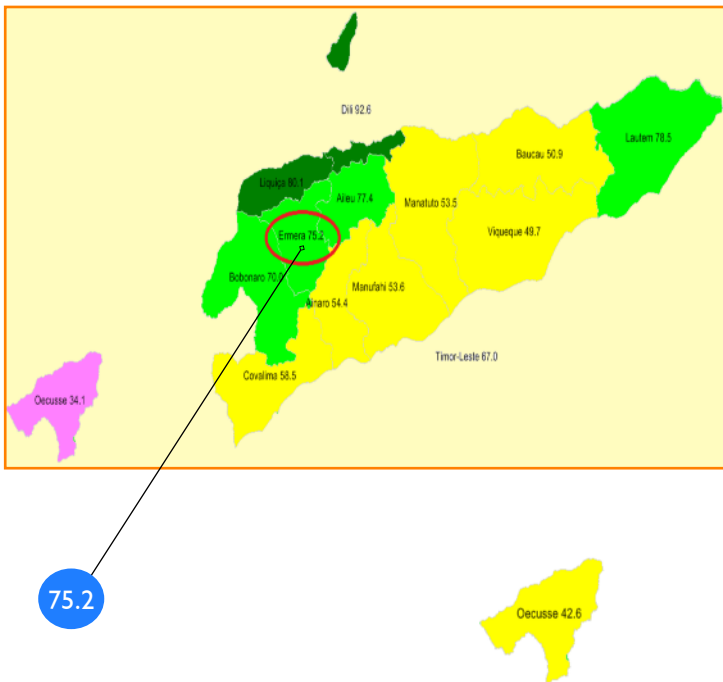 Dili 92.6
Lautem 78.5
Baucau 50.9
Liquiça 80.1
Aileu 77.4
Manatuto 53.5
Ermera 75.2
Viqueque 49.7
Bobonaro 70.0
Manufahi 53.6
Ainaro 54.4
Timor-Leste 67.0
Covalima 58.5
Oecusse 34.1
75.2
Oecusse 42.6